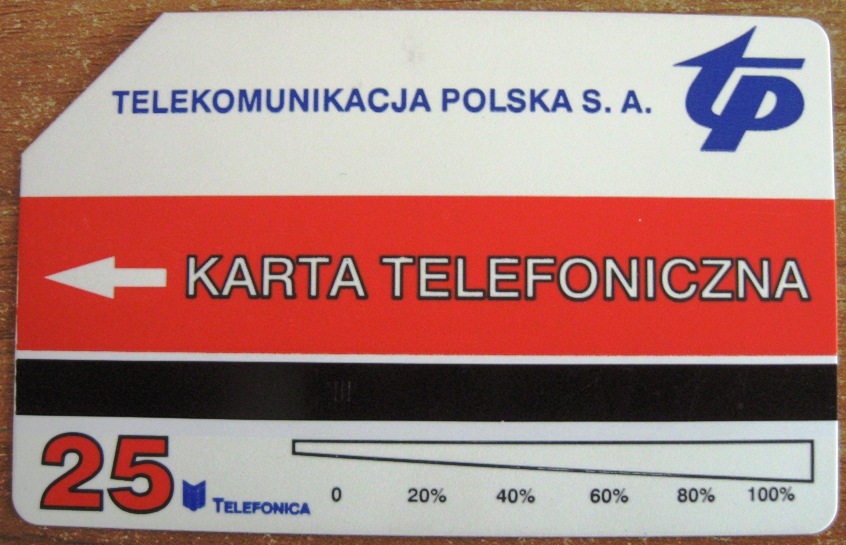 TELEKOMUNIKACJA POLSKA S. A.
tp
KARTA TELEFONICZNA
25 TELEFONICA 0 20% 40% 60% 80% 100%